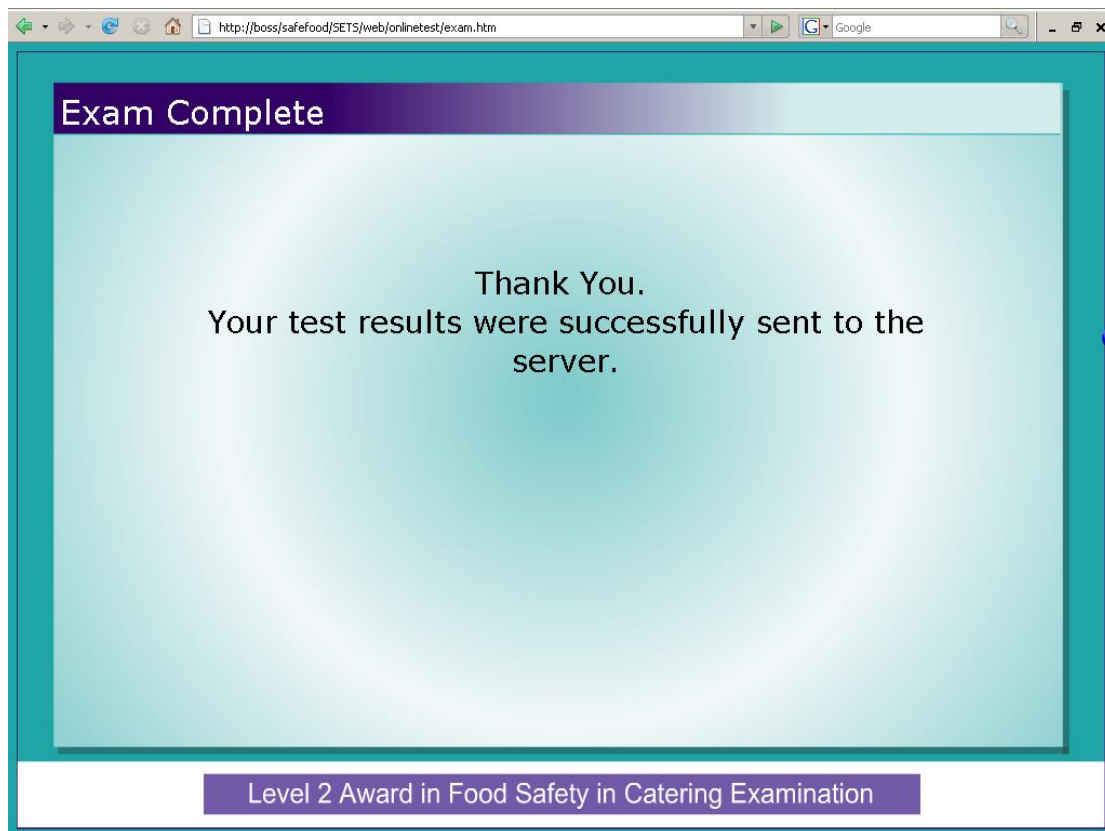 http://boss/safefood/SETS/web/onlinetest/exam.htm
G
Google
Exam Complete
Thank You.
Your test results were successfully sent to the
server.
Level 2 Award in Food Safety in Catering Examination